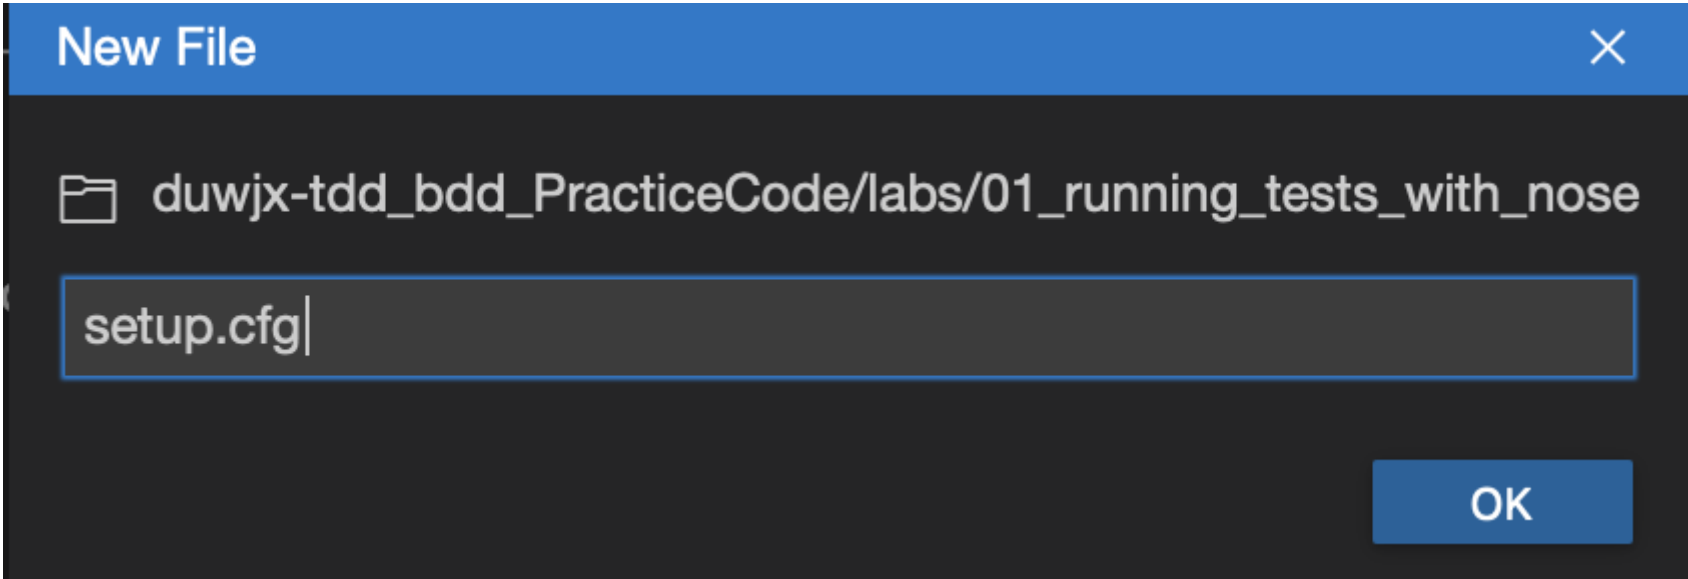 New File
duwjx-tdd_bdd_PracticeCode/labs/01_running_tests_with_nose
setup.cfg
OK